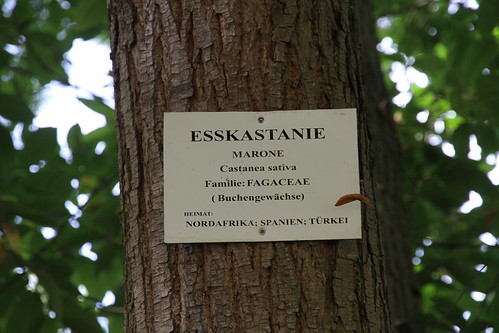 ESSKASTANIE
MARONE
Castanea sativa
Familie: FAGACEAE
( Buchengewächse)
HEIMAT:
NORDAFRIKA; SPANIEN; TÜRKEI